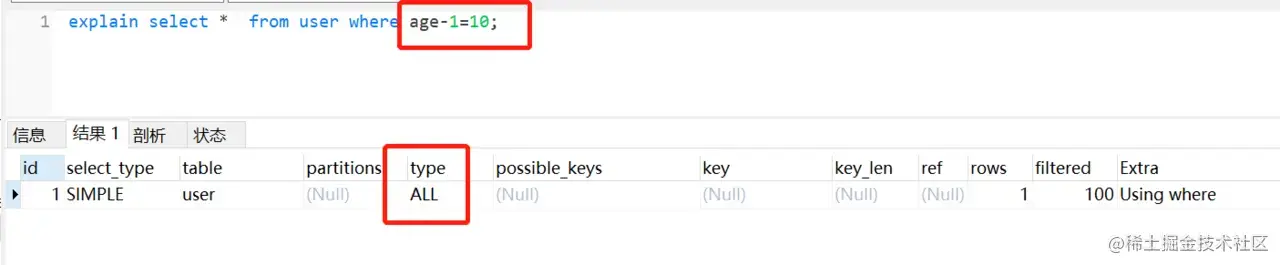 1 explain select * from user where age-1=10;
信息 结果 1 剖析 状态
id select_type table partitions type possible_keys key key_len ref rows filtered Extra
1 SIMPLE user (Null) ALL (Null) (Null) (Null) (Null) 1 100 Using where
@稀土掘金技术社区